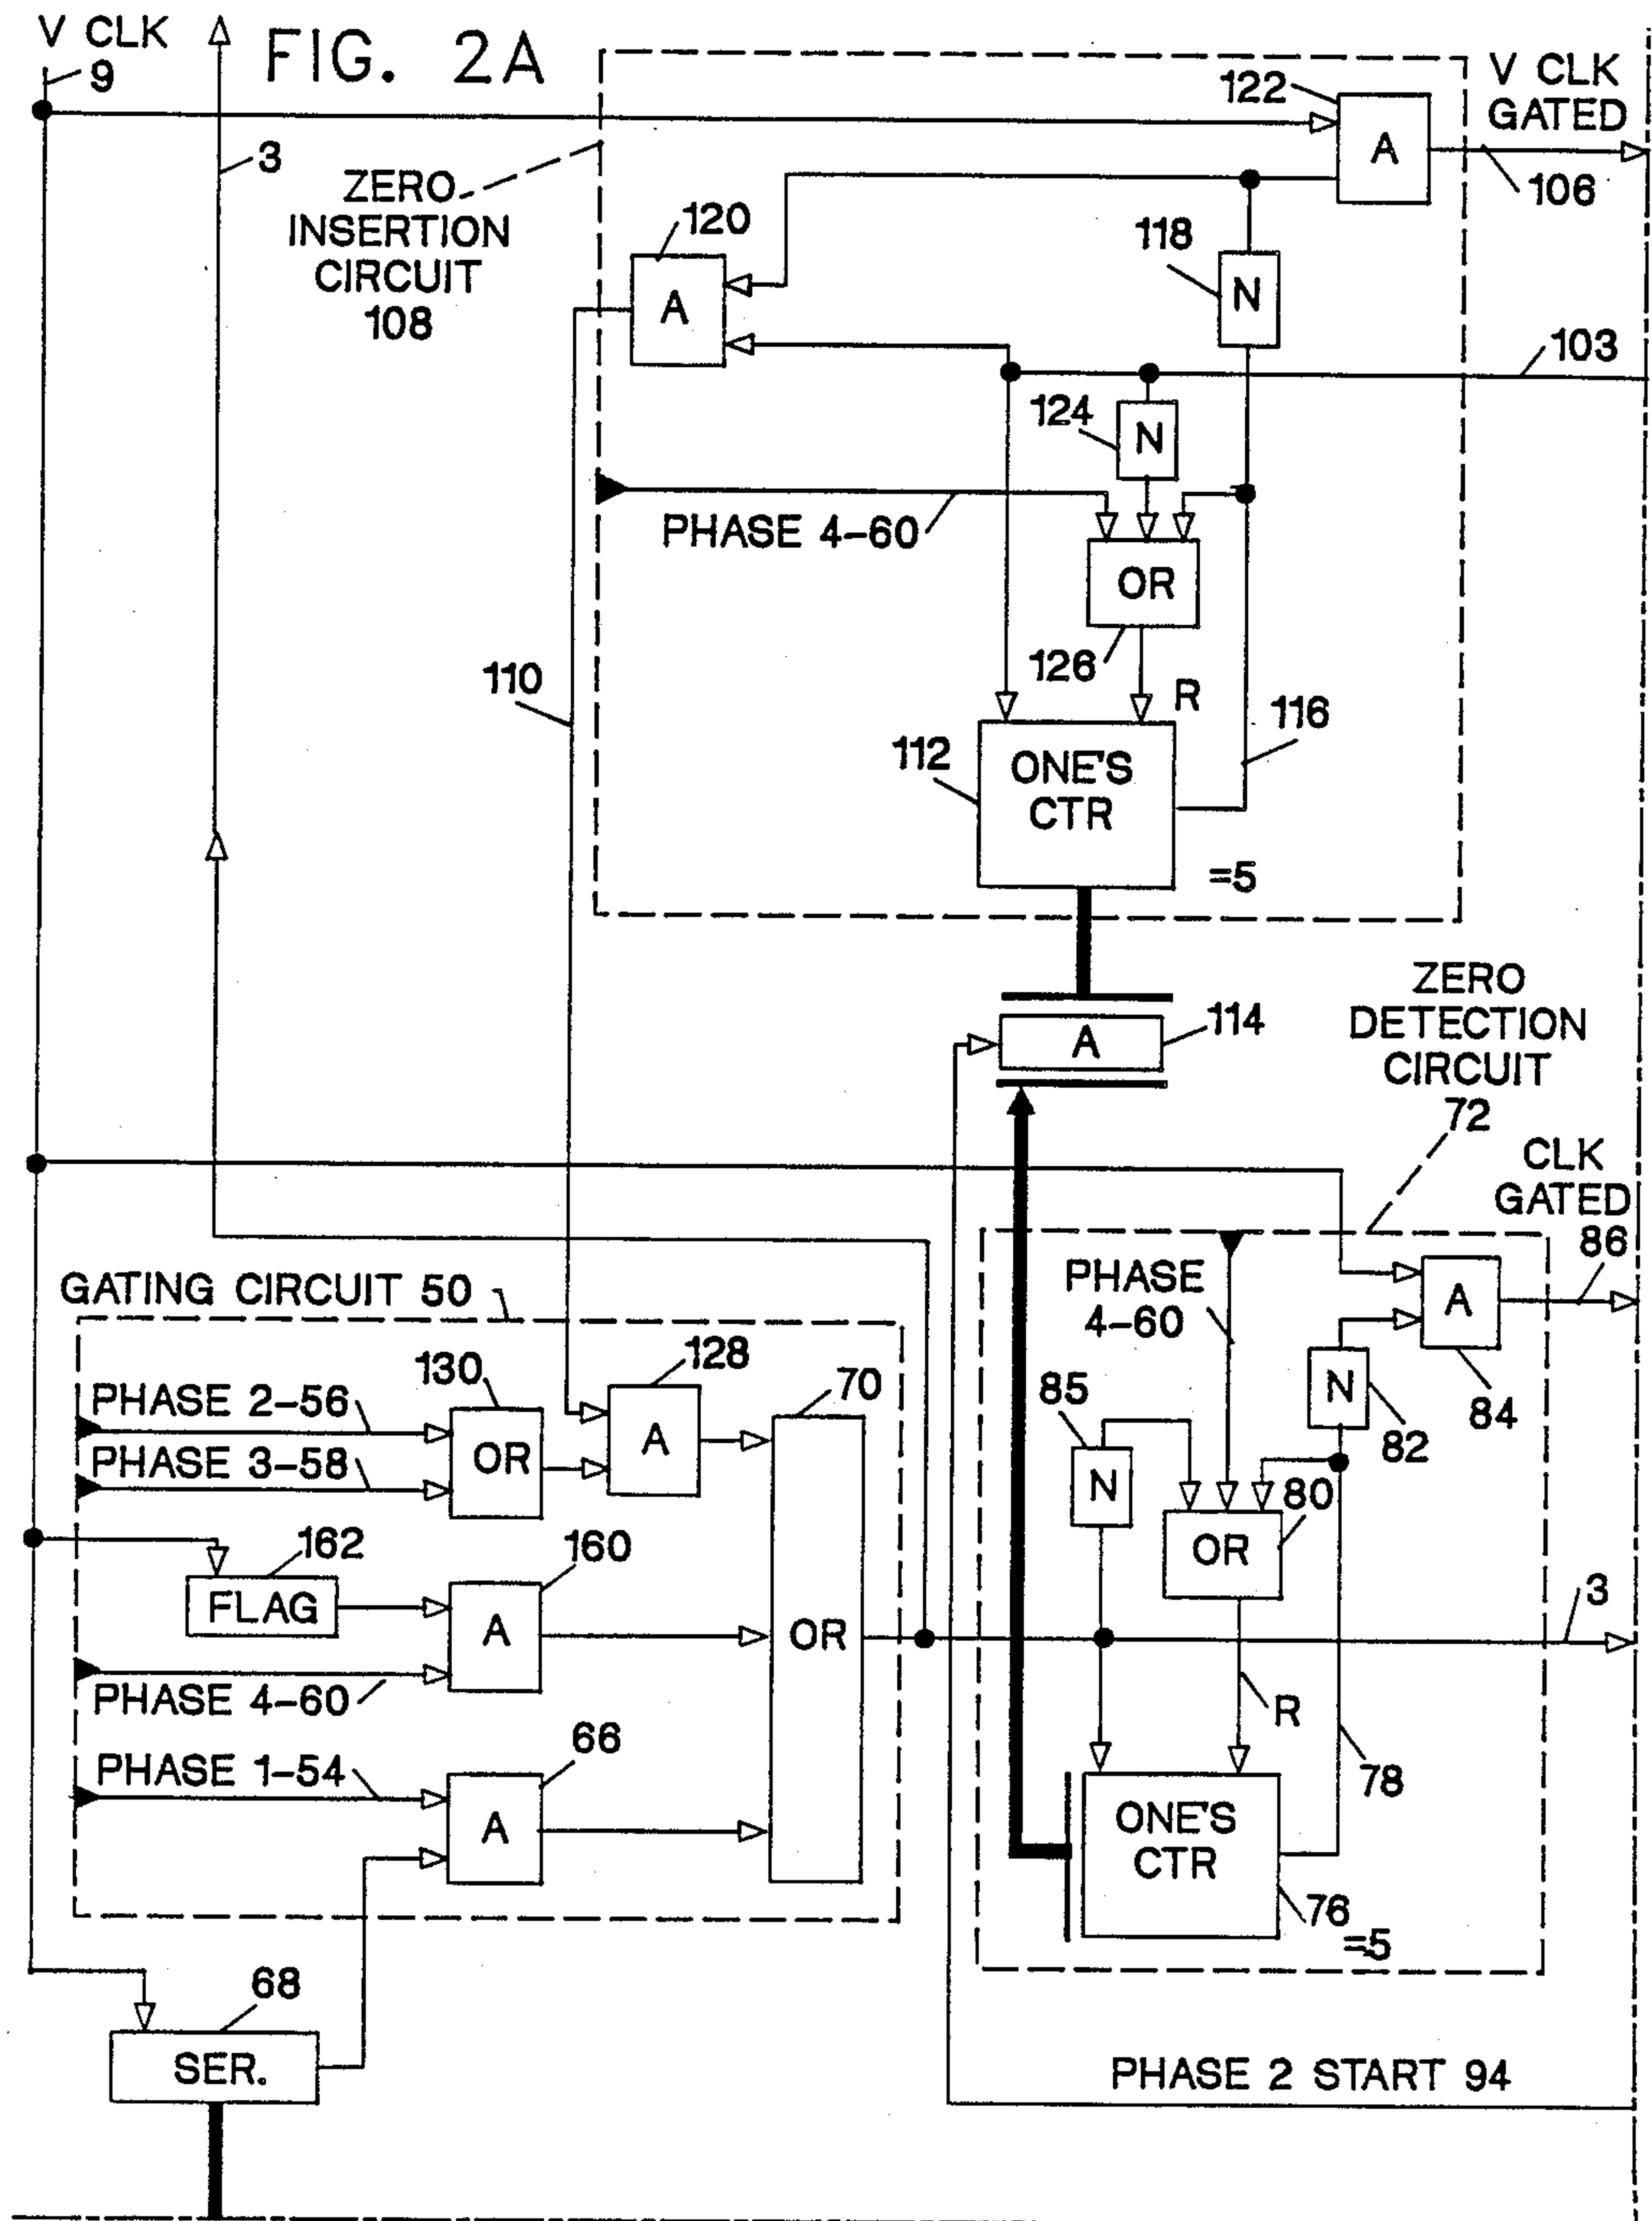 V CLK
9
FIG. 2A
3
ZERO
INSERTION
CIRCUIT
108
122
A
V CLK
GATED
106
120
A
118
N
103
124
N
PHASE 4-60
OR
126
R
110
112
ONE'S
CTR
116
=5
114
A
ZERO
DETECTION
CIRCUIT
72
CLK
GATED
86
GATING CIRCUIT 50
PHASE
4-60
A
84
130
128
70
PHASE 2-56
OR
A
PHASE 3-58
85
N
N
82
80
OR
162
FLAG
160
A
OR
3
PHASE 4-60
R
66
PHASE 1-54
A
78
ONE'S
CTR
76
=5
68
SER.
PHASE 2 START 94